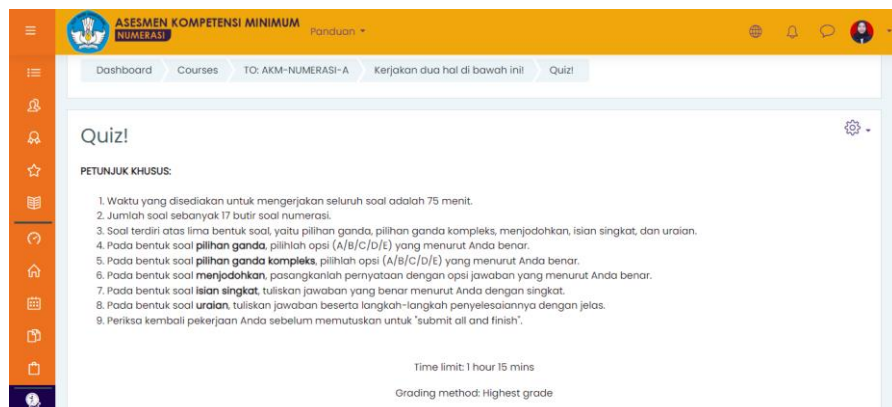 ASESMEN KOMPETENSI MINIMUM
NUMERASI
Panduan
Dashboard Courses TO: AKM-NUMERASI-A Kerjakan dua hal di bawah ini! Quiz!
Quiz!
PETUNJUK KHUSUS:
1. Waktu yang disediakan untuk mengerjakan seluruh soal adalah 75 menit.
2. Jumlah soal sebanyak 17 butir soal numerasi.
3. Soal terdiri atas lima bentuk soal, yaitu pilihan ganda, pilihan ganda kompleks, menjodohkan, isian singkat, dan uraian.
4. Pada bentuk soal pilihan ganda, pilihlah opsi (A/B/C/D/E) yang menurut Anda benar.
5. Pada bentuk soal pilihan ganda kompleks, pilihlah opsi (A/B/C/D/E) yang menurut Anda benar.
6. Pada bentuk soal menjodohkan, pasangkanlah pernyataan dengan opsi jawaban yang menurut Anda benar.
7. Pada bentuk soal isian singkat, tuliskan jawaban yang benar menurut Anda dengan singkat.
8. Pada bentuk soal uraian, tuliskan jawaban beserta langkah-langkah penyelesaiannya dengan jelas.
9. Periksa kembali pekerjaan Anda sebelum memutuskan untuk "submit all and finish".
Time limit: 1 hour 15 mins
Grading method: Highest grade